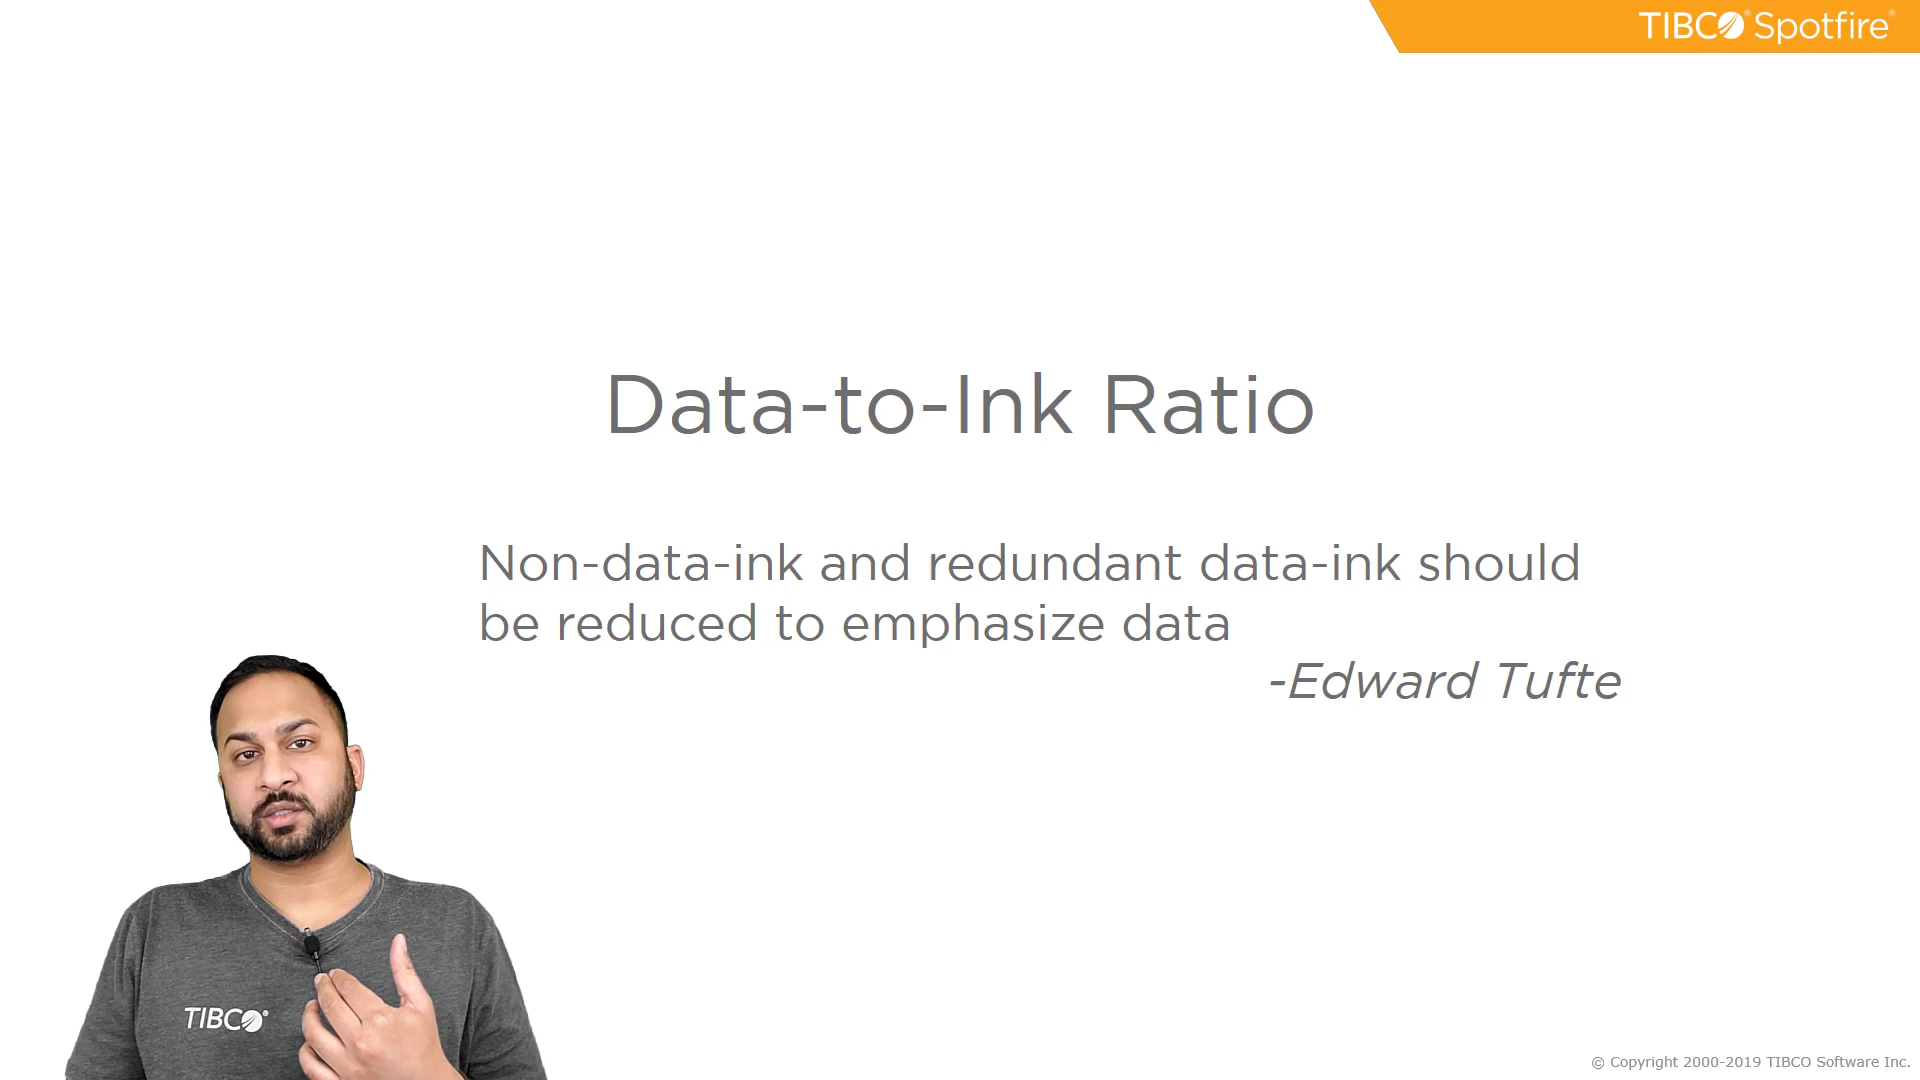 TIBCO® Spotfire®
Data-to-Ink Ratio
Non-data-ink and redundant data-ink should
be reduced to emphasize data
-Edward Tufte
TIBCO®
© Copyright 2000-2019 TIBCO Software Inc.